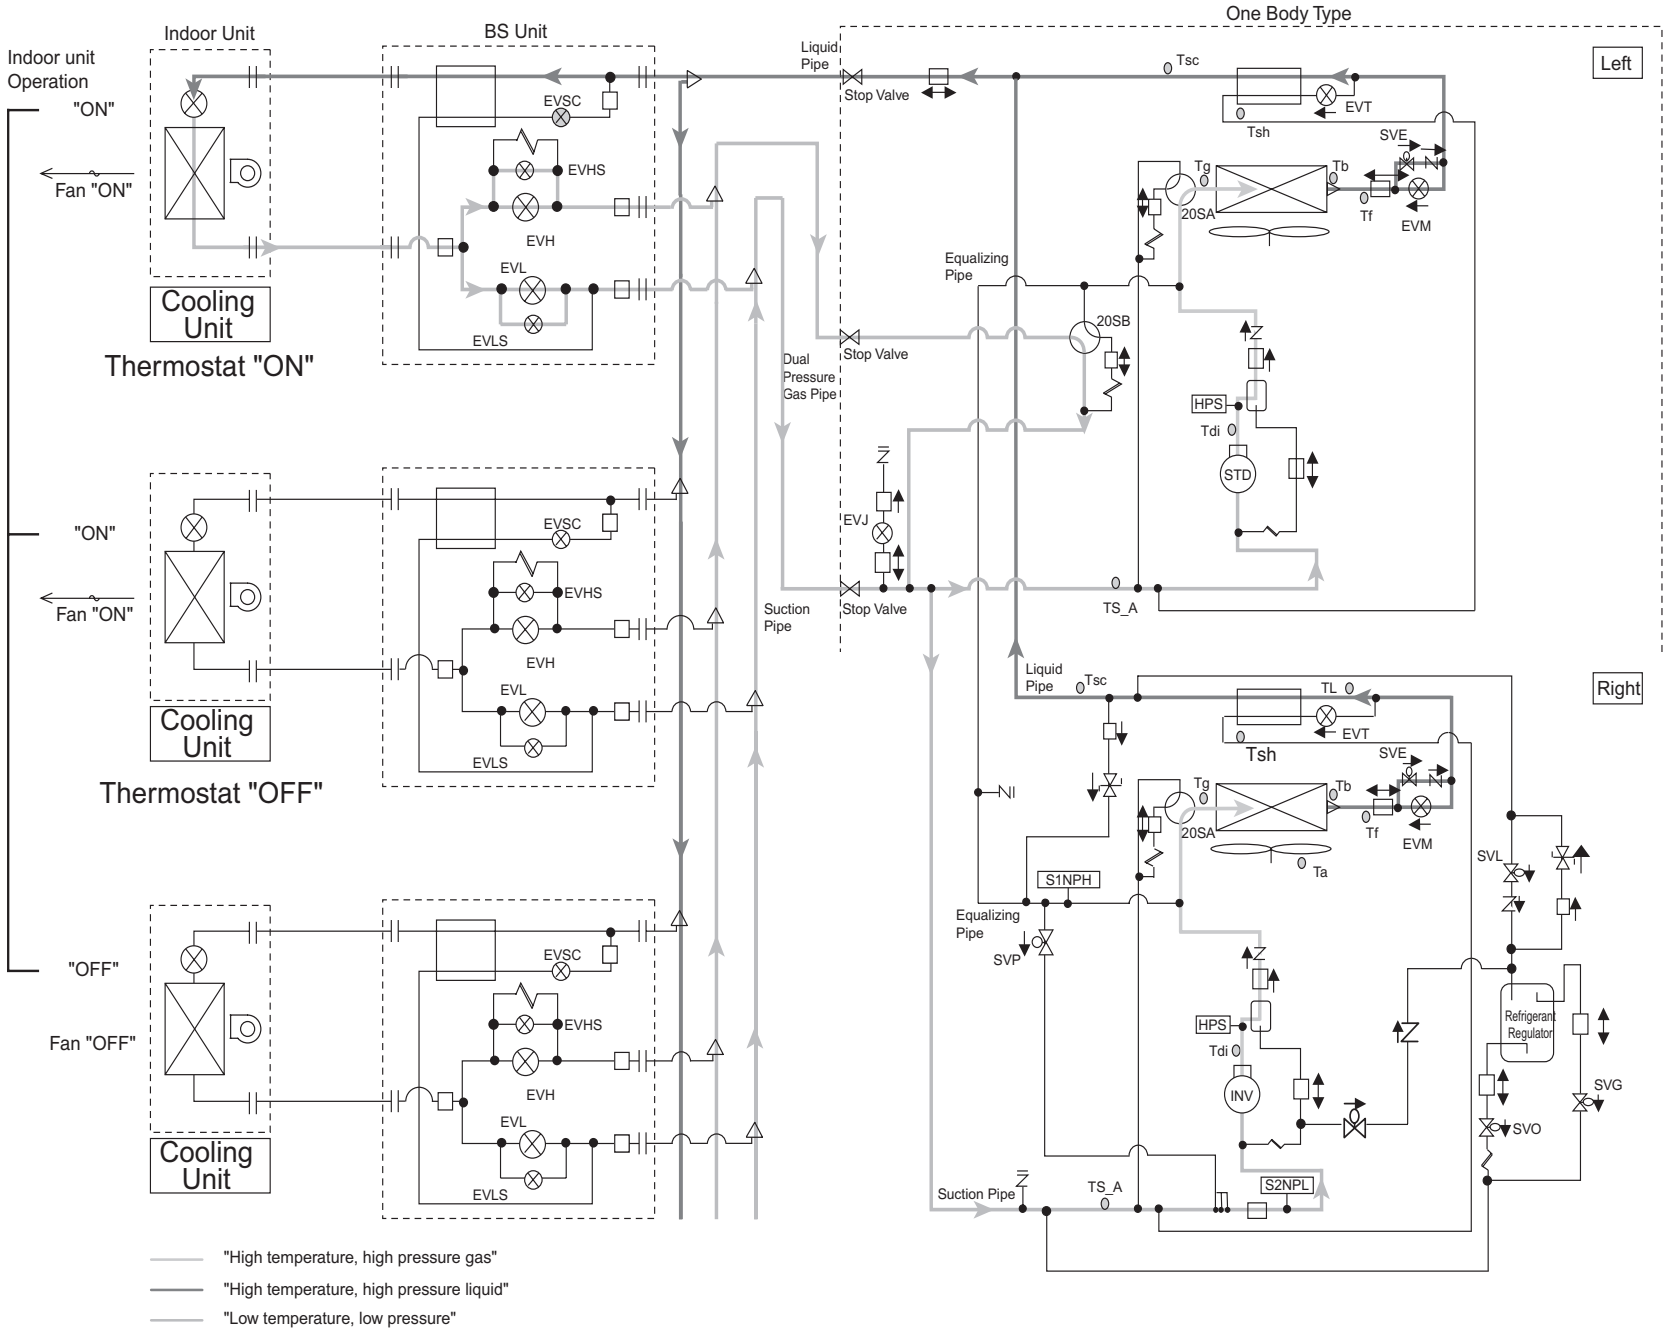 One Body Type
Indoor Unit
BS Unit
Indoor unit
Operation
"ON"
Fan "ON"
EVSC
EVHS
EVH
EVL
EVLS
Cooling
Unit
Thermostat "ON"
Liquid
Pipe
Stop Valve
Tsc
Left
EVT
Tsh
SVE
Tg
Tb
20SA
Tf
EVM
Equalizing
Pipe
20SB
Stop Valve
Dual
Pressure
Gas Pipe
HPS
Tdi
STD
EVJ
Suction
Pipe
Stop Valve
TS_A
"ON"
Fan "ON"
EVSC
EVHS
EVH
EVL
EVLS
Cooling
Unit
Thermostat "OFF"
Liquid
Pipe
Tsc
TL
Right
EVT
Tsh
SVE
Tg
Tb
20SA
Tf
EVM
Ta
SVL
S1NPH
Equalizing
Pipe
SVP
HPS
Tdi
INV
Refrigerant
Regulator
SVG
SVO
Suction Pipe
TS_A
S2NPL
"OFF"
Fan "OFF"
EVSC
EVHS
EVH
EVL
EVLS
Cooling
Unit
"High temperature, high pressure gas"
"High temperature, high pressure liquid"
"Low temperature, low pressure"